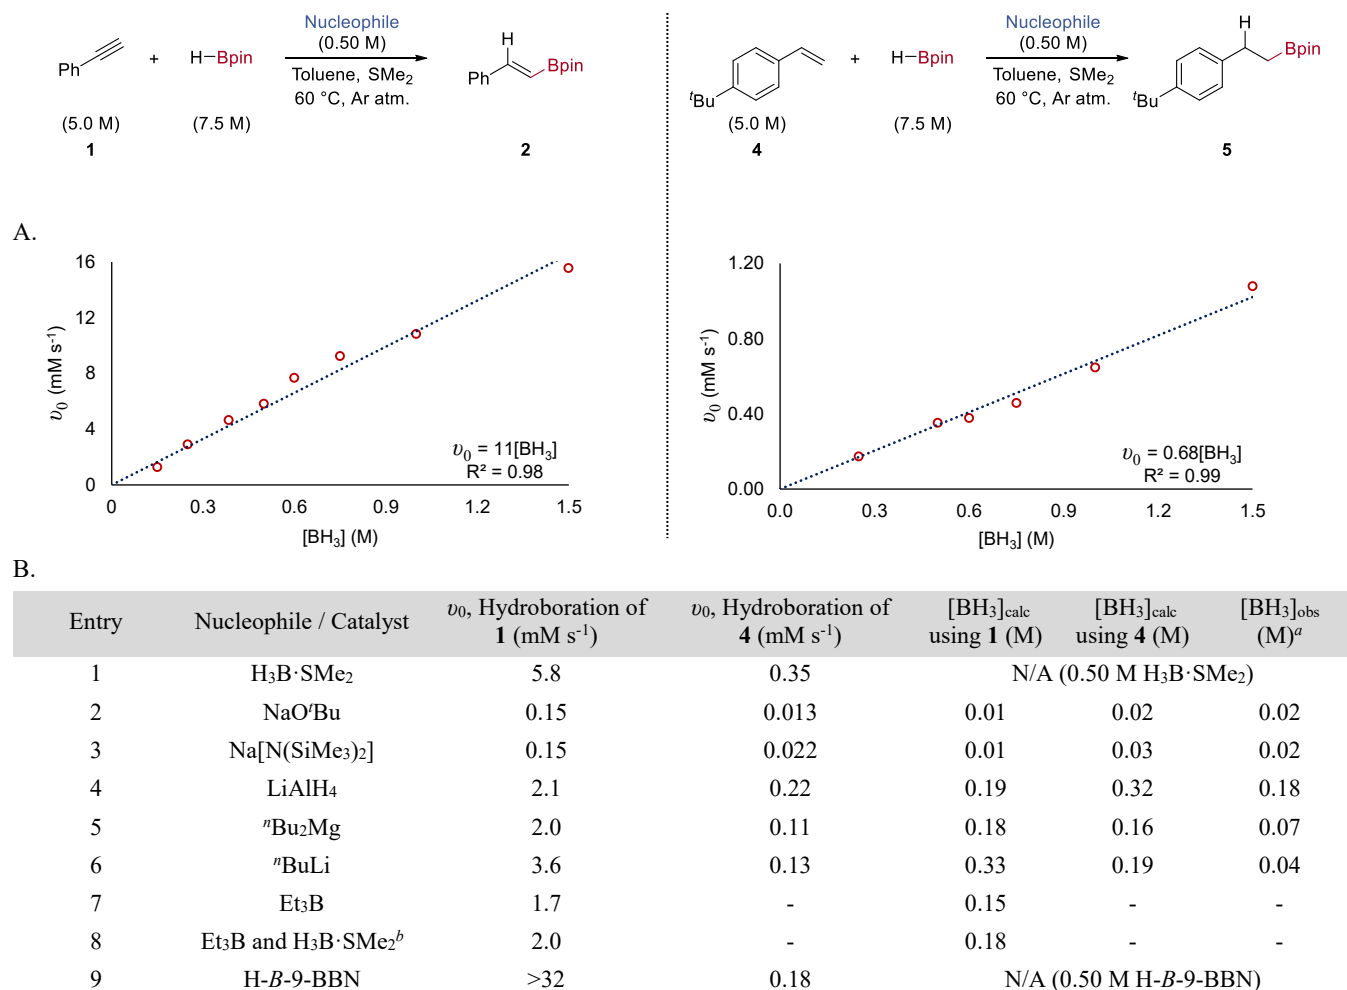 Nucleophile
(0.50 M)
Ph
+
H-Bpin
Toluene, SMe2
60 °C, Ar atm.
H
Ph
Bpin
(5.0 M)
(7.5 M)
1
2
Nucleophile
(0.50 M)
tBu
+
H-Bpin
Toluene, SMe2
60 °C, Ar atm.
H
Bpin
tBu
(5.0 M)
(7.5 M)
4
5
A.
16
12
8
4
0
υ0 (mM s-1)
υ0 = 11[BH3]
R² = 0.98
0 0.3 0.6 0.9 1.2 1.5
[BH3] (M)
1.20
0.80
0.40
0.00
υ0 (mM s-1)
υ0 = 0.68[BH3]
R² = 0.99
0.0 0.3 0.6 0.9 1.2 1.5
[BH3] (M)
B.
Entry Nucleophile / Catalyst υ0, Hydroboration of 1 (mM s-1) υ0, Hydroboration of 4 (mM s-1) [BH3]calc using 1 (M) [BH3]calc using 4 (M) [BH3]obs (M)a
1 H3B·SMe2 5.8 0.35 N/A (0.50 M H3B·SMe2)
2 NaOtBu 0.15 0.013 0.01 0.02 0.02
3 Na[N(SiMe3)2] 0.15 0.022 0.01 0.03 0.02
4 LiAlH4 2.1 0.22 0.19 0.32 0.18
5 nBu2Mg 2.0 0.11 0.18 0.16 0.07
6 nBuLi 3.6 0.13 0.33 0.19 0.04
7 Et3B 1.7 - 0.15 - -
8 Et3B and H3B·SMe2b 2.0 - 0.18 - -
9 H-B-9-BBN >32 0.18 N/A (0.50 M H-B-9-BBN)